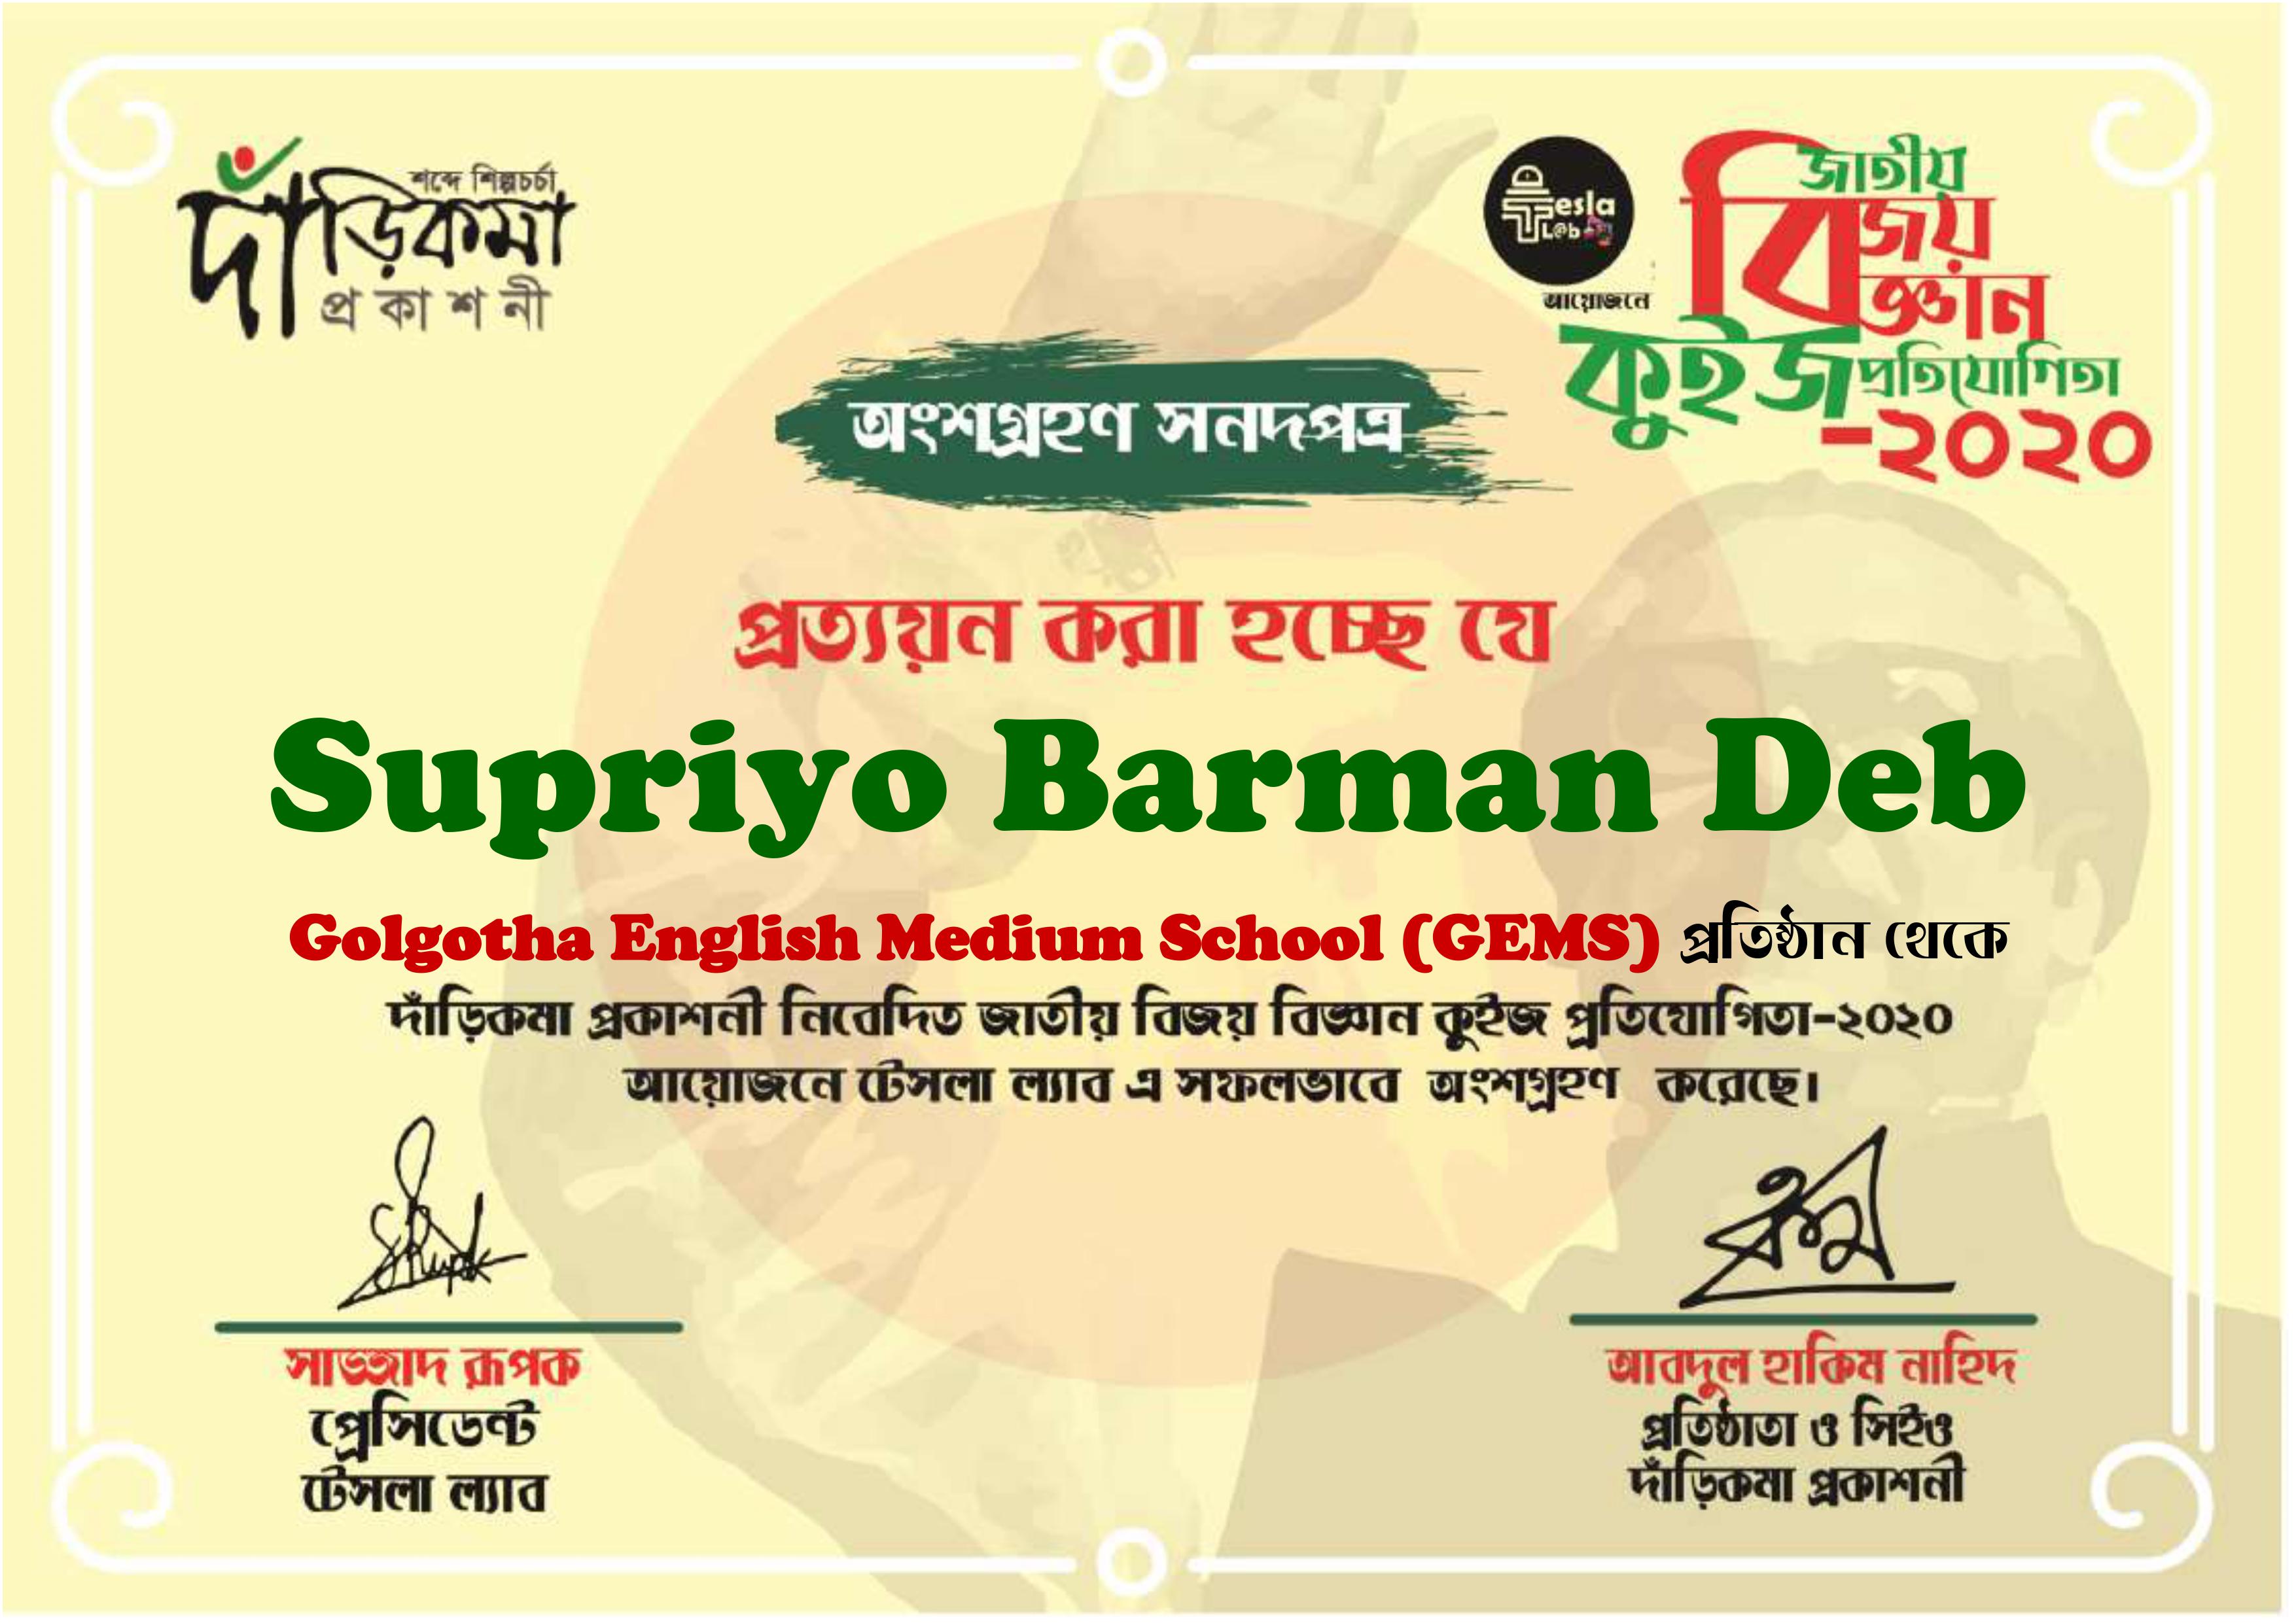 শব্দে শিল্পচর্চা
দাঁড়িকমা
প্রকাশনী
Tesla
L@b
আয়োজনে
জাতীয়
বিজয়
বিজ্ঞান
কুইজ প্রতিযোগিতা
-২০২০
অংশগ্রহণ সনদপত্র
প্রত্যয়ন করা হচ্ছে যে
Supriyo Barman Deb
Golgotha English Medium School (GEMS) প্রতিষ্ঠান থেকে
দাঁড়িকমা প্রকাশনী নিবেদিত জাতীয় বিজয় বিজ্ঞান কুইজ প্রতিযোগিতা-২০২০
আয়োজনে টেসলা ল্যাব এ সফলভাবে অংশগ্রহণ করেছে।
সাজ্জাদ রূপক
প্রেসিডেন্ট
টেসলা ল্যাব
আবদুল হাকিম নাহিদ
প্রতিষ্ঠাতা ও সিইও
দাঁড়িকমা প্রকাশনী